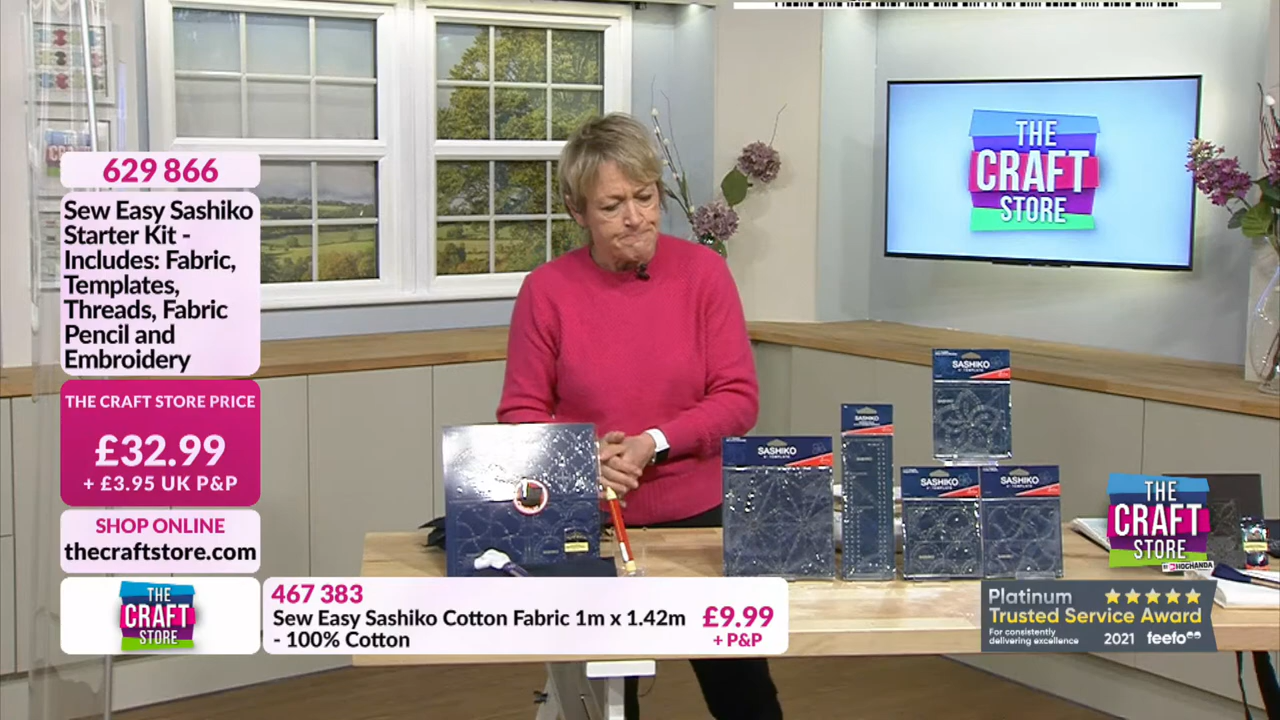 629 866
Sew Easy Sashiko
Starter Kit -
Includes: Fabric,
Templates,
Threads, Fabric
Pencil and
Embroidery
THE CRAFT STORE PRICE
£32.99
+ £3.95 UK P&P
SHOP ONLINE
thecraftstore.com
THE
CRAFT
STORE
467 383
Sew Easy Sashiko Cotton Fabric 1m x 1.42m
- 100% Cotton
£9.99
+ P&P
THE
CRAFT
STORE
SASHIKO
SASHIKO
SASHIKO
SASHIKO
SASHIKO
THE
CRAFT
STORE
BY HOCHANDA
Platinum
Trusted Service Award
For consistently
delivering excellence
2021 feefo